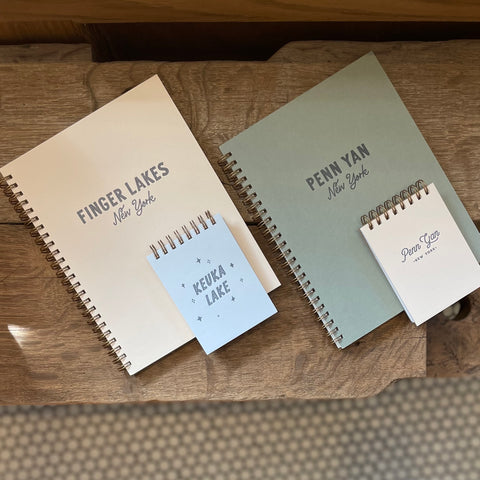 FINGER LAKES
New York
KEUKA
LAKE
PENN YAN
New York
Penn Yan
NEW YORK